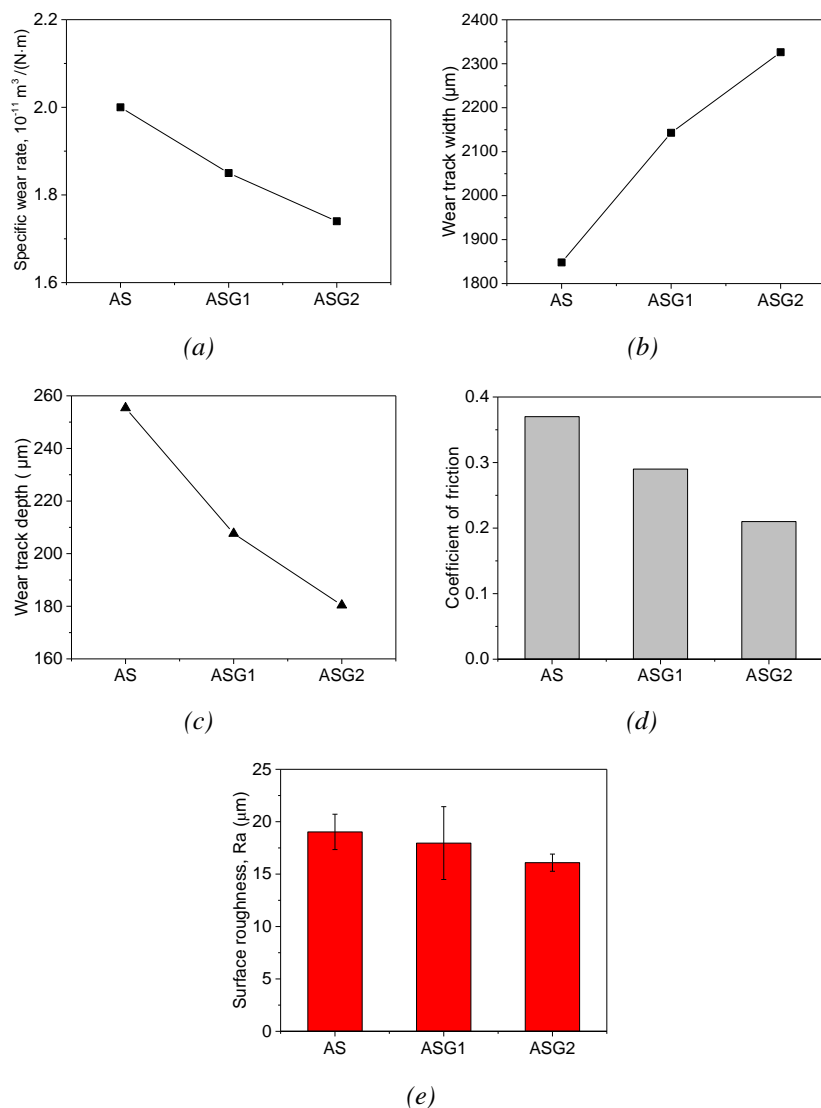 2.2
2.0
1.8
1.6
Specific wear rate, 10⁻¹¹ m³ /(N·m)
AS ASG1 ASG2
(a)
2400
2300
2200
2100
2000
1900
1800
Wear track width (μm)
AS ASG1 ASG2
(b)
260
240
220
200
180
160
Wear track depth ( μm)
AS ASG1 ASG2
(c)
0.4
0.3
0.2
0.1
0.0
Coefficient of friction
AS ASG1 ASG2
(d)
25
20
15
10
5
0
Surface roughness, Ra (μm)
AS ASG1 ASG2
(e)